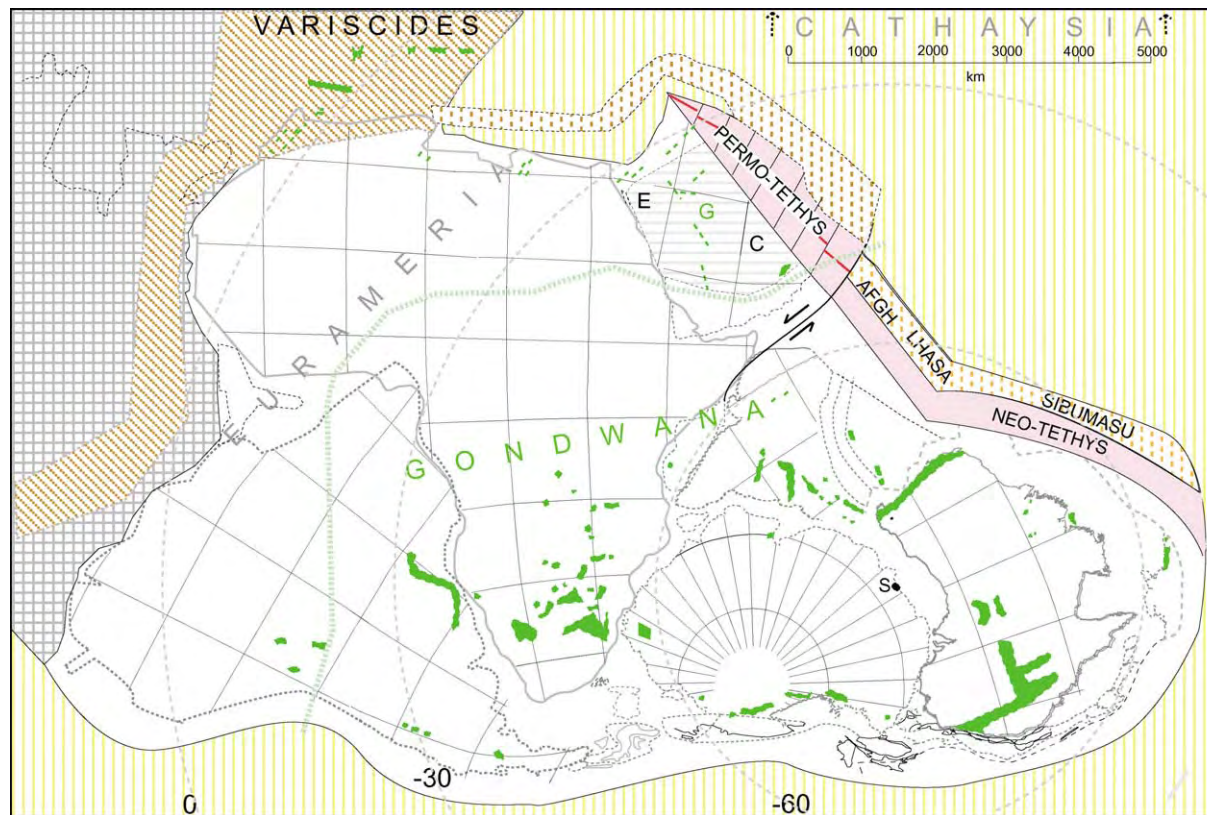 VARISCIDES
CATHAYSIA
0 1000 2000 3000 4000 5000
km
PERMO-TETHYS
E
G
C
EURAMERIA
AFGH LHASA
SIBUMASU
NEO-TETHYS
GONDWANA
S
-30
0
-60